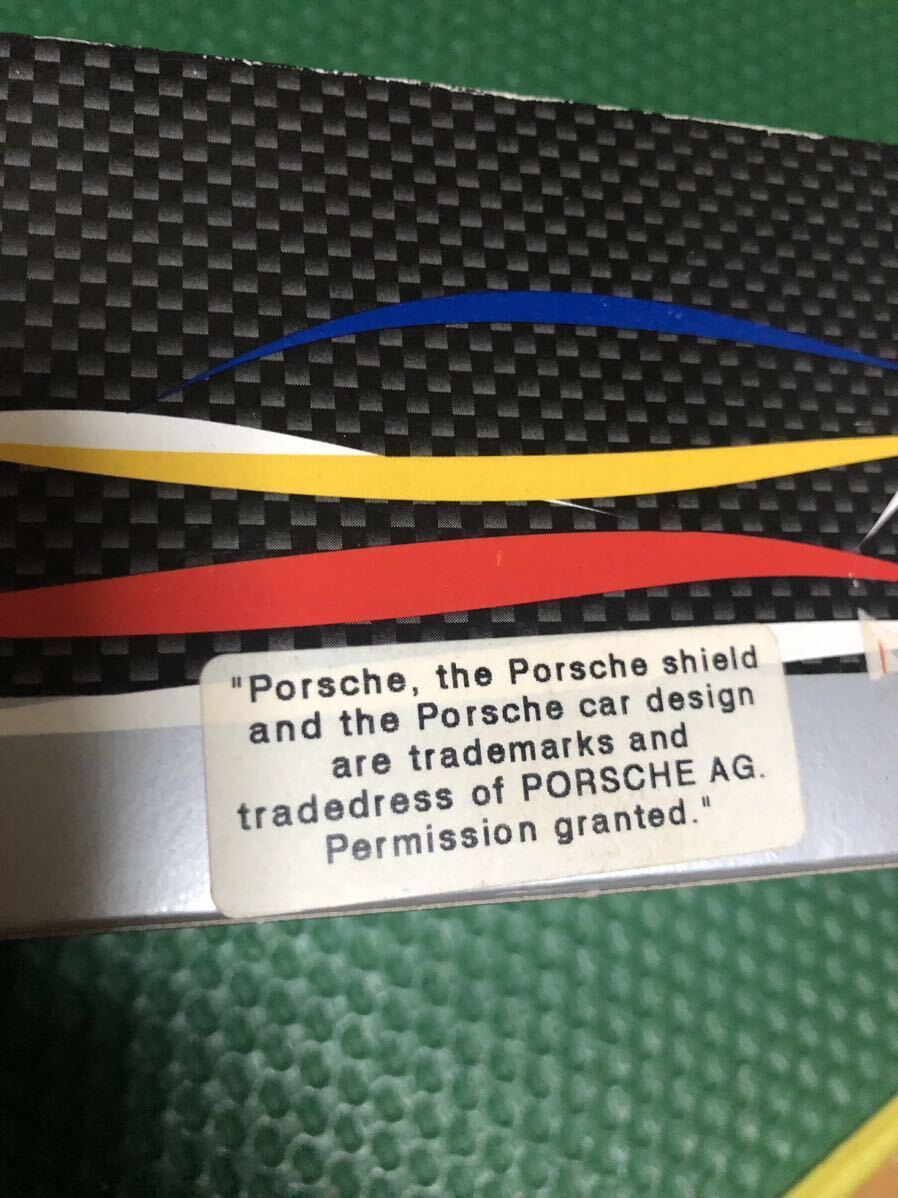 "Porsche, the Porsche shield
and the Porsche car design
are trademarks and
tradedress of PORSCHE AG.
Permission granted."